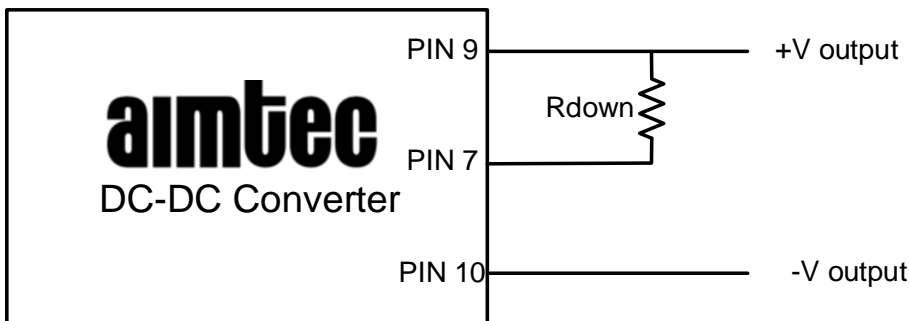 PIN 9
+V output
aimtec
Rdown
PIN 7
DC-DC Converter
PIN 10
-V output